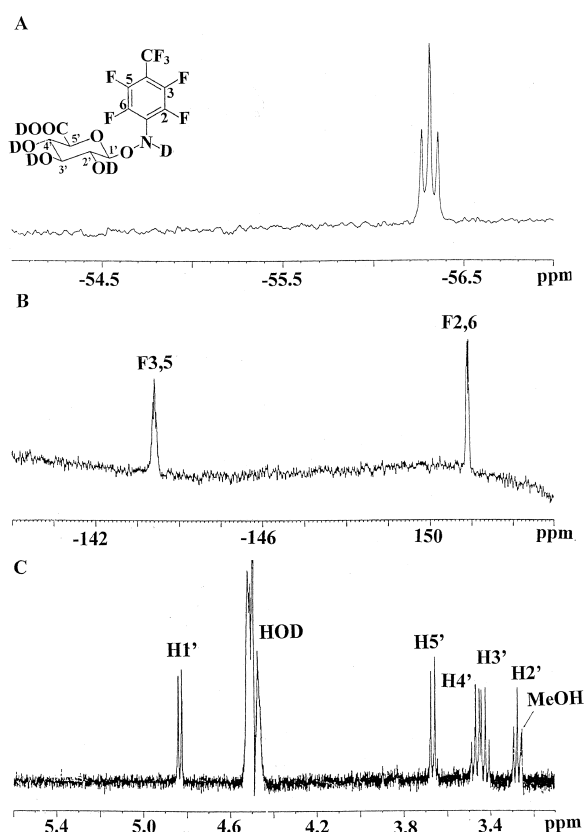 A
CF3
F 5 F
3
F 6 2 F
DOOC 5' O
DO 4' N
DO 2' 1' O D
3' OD
-54.5 -55.5 -56.5 ppm
B
F3,5 F2,6
-142 -146 150 ppm
C
H1' HOD H5' H4' H3' H2' MeOH
5.4 5.0 4.6 4.2 3.8 3.4 ppm